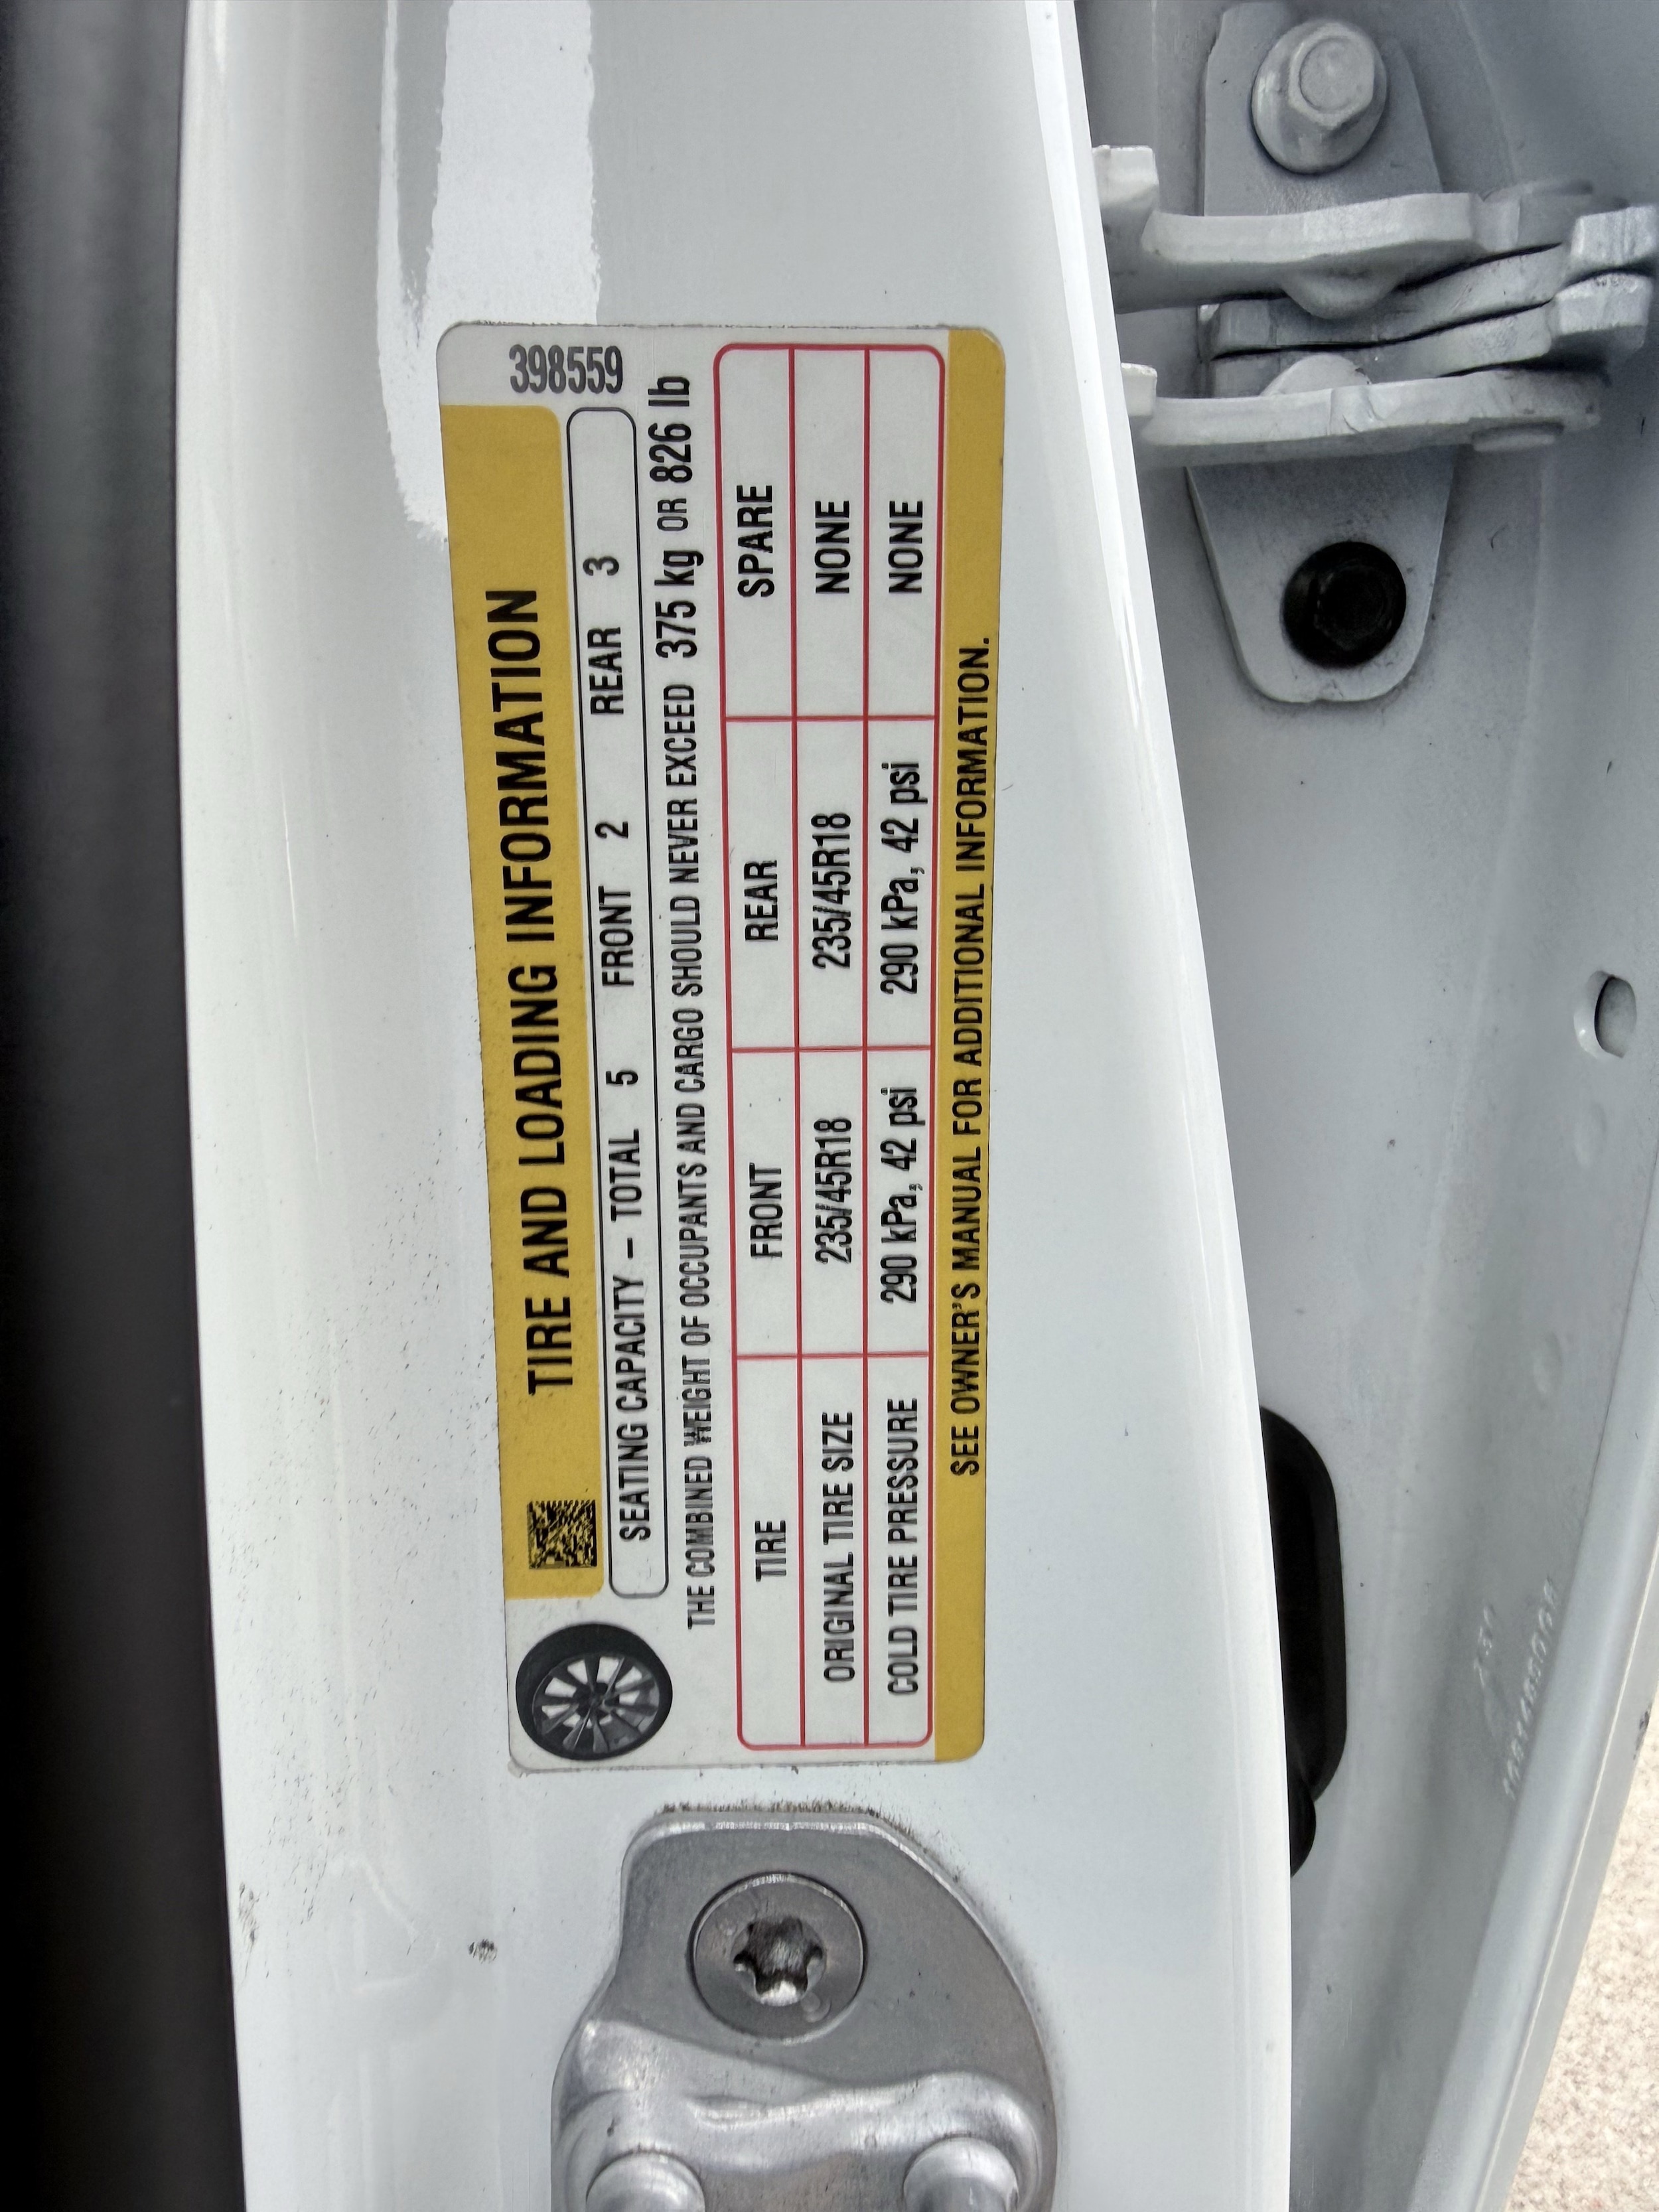 398559
TIRE AND LOADING INFORMATION
SEATING CAPACITY – TOTAL 5 FRONT 2 REAR 3
THE COMBINED WEIGHT OF OCCUPANTS AND CARGO SHOULD NEVER EXCEED 375 kg OR 826 lb
TIRE FRONT REAR SPARE
ORIGINAL TIRE SIZE 235/45R18 235/45R18 NONE
COLD TIRE PRESSURE 290 kPa, 42 psi 290 kPa, 42 psi NONE
SEE OWNER'S MANUAL FOR ADDITIONAL INFORMATION.